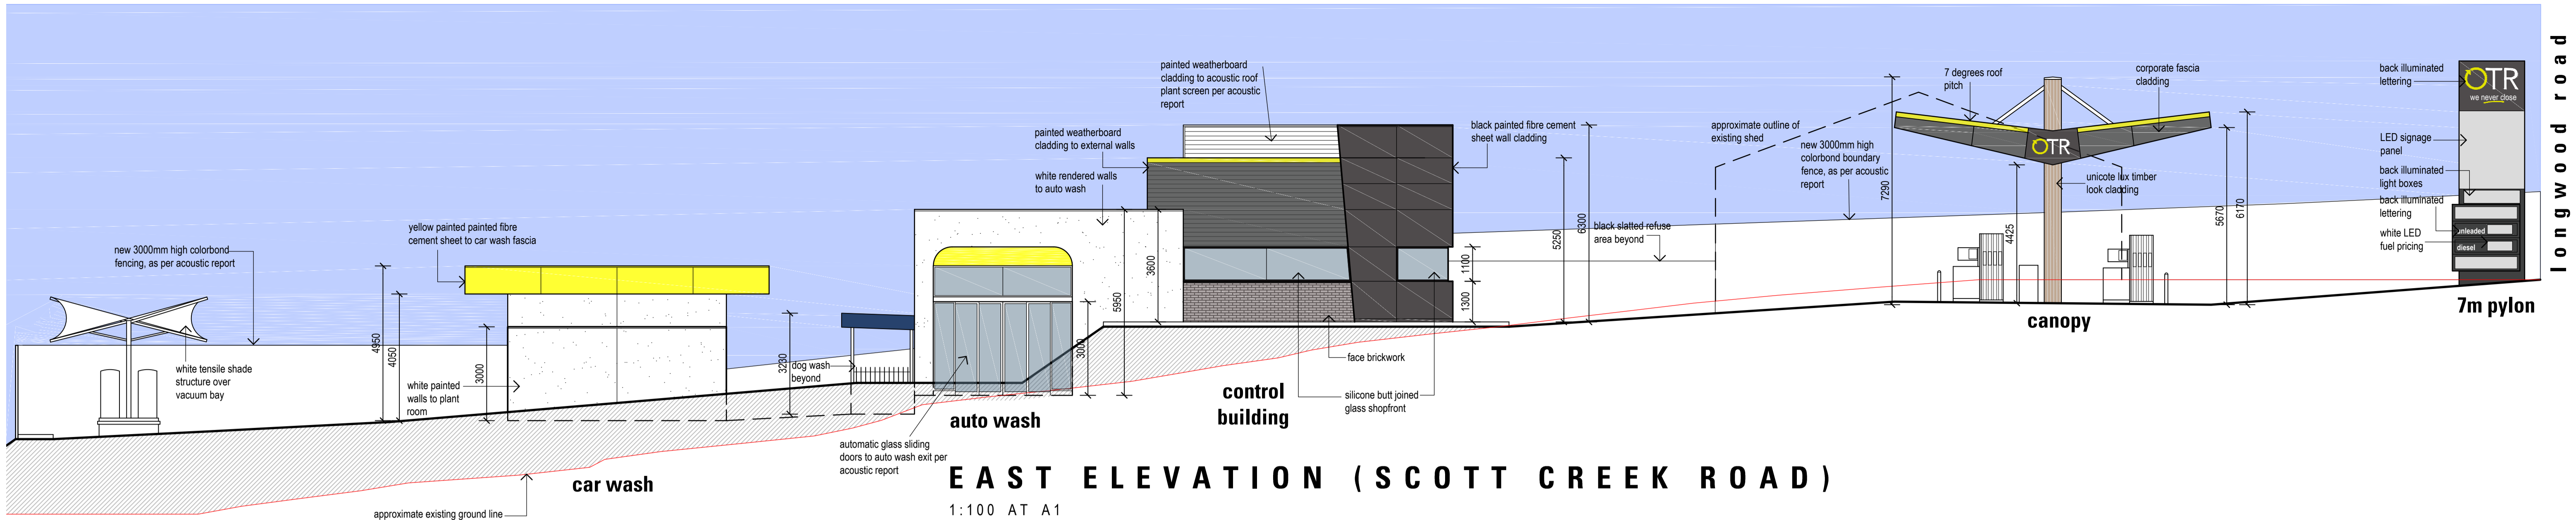 new 3000mm high colorbond
fencing, as per acoustic report
white tensile shade
structure over
vacuum bay
approximate existing ground line
4950
4050
3000
yellow painted painted fibre
cement sheet to car wash fascia
white painted
walls to plant
room
car wash
3230
dog wash
beyond
automatic glass sliding
doors to auto wash exit per
acoustic report
auto wash
3000
5950
3600
painted weatherboard
cladding to acoustic roof
plant screen per acoustic
report
painted weatherboard
cladding to external walls
white rendered walls
to auto wash
control
building
face brickwork
silicone butt joined
glass shopfront
1100
1300
black painted fibre cement
sheet wall cladding
5250
6300
black slatted refuse
area beyond
approximate outline of
existing shed
new 3000mm high
colorbond boundary
fence, as per acoustic
report
7290
7 degrees roof
pitch
corporate fascia
cladding
OTR
unicote lux timber
look cladding
4425
5670
6170
canopy
back illuminated
lettering
LED signage
panel
back illuminated
light boxes
back illuminated
lettering
white LED
fuel pricing
OTR
we never close
unleaded
diesel
7m pylon
longwood road
EAST ELEVATION (SCOTT CREEK ROAD)
1:100 AT A1